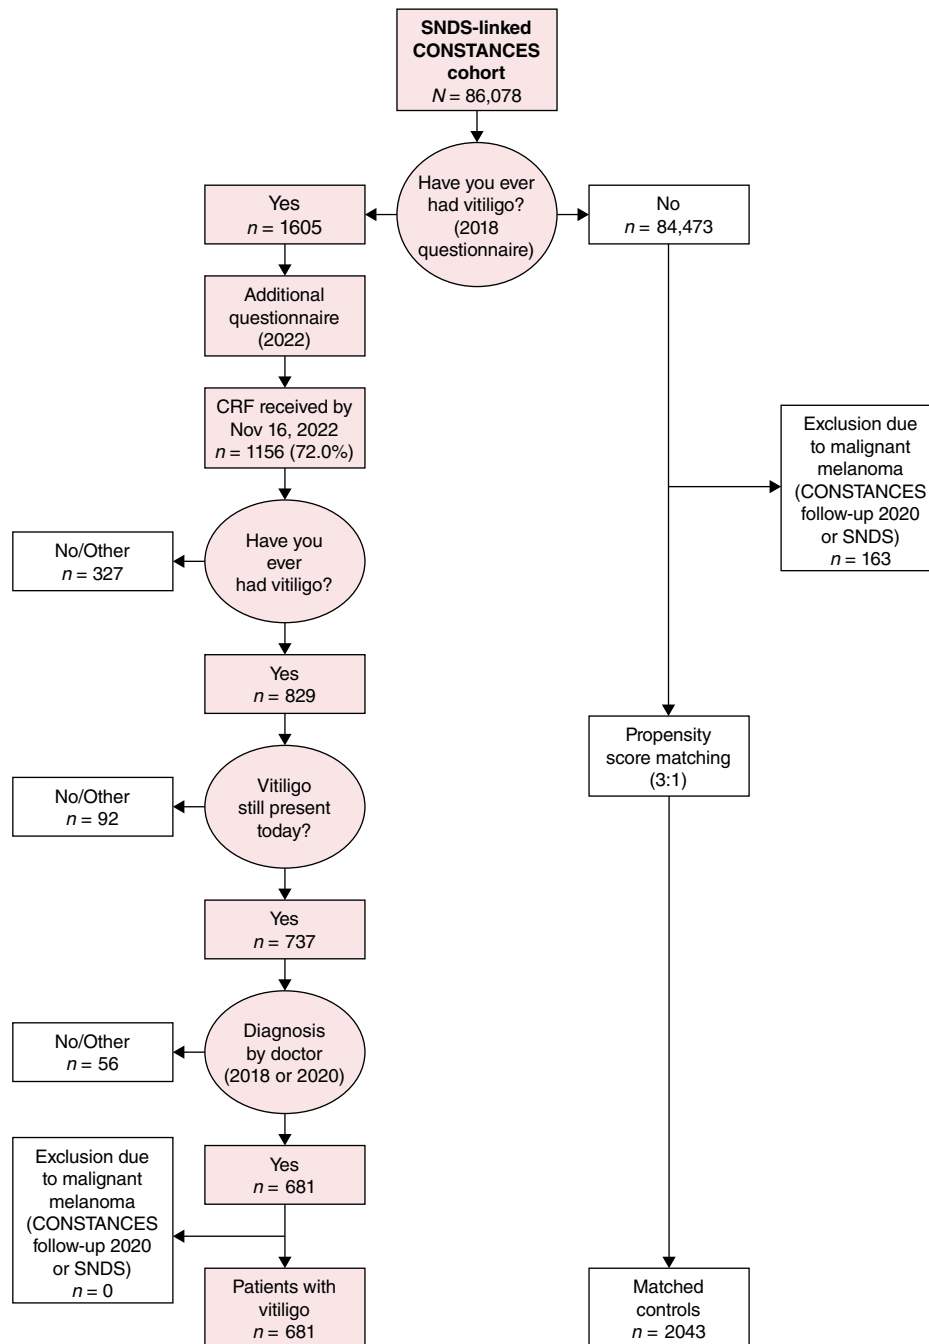 SNDS-linked
CONSTANCES
cohort
N = 86,078
Have you ever
had vitiligo?
(2018
questionnaire)
Yes
n = 1605
No
n = 84,473
Additional
questionnaire
(2022)
CRF received by
Nov 16, 2022
n = 1156 (72.0%)
Exclusion due
to malignant
melanoma
(CONSTANCES
follow-up 2020
or SNDS)
n = 163
Have you
ever
had vitiligo?
No/Other
n = 327
Yes
n = 829
Propensity
score matching
(3:1)
Vitiligo
still present
today?
No/Other
n = 92
Yes
n = 737
Diagnosis
by doctor
(2018 or 2020)
No/Other
n = 56
Yes
n = 681
Exclusion due
to malignant
melanoma
(CONSTANCES
follow-up 2020
or SNDS)
n = 0
Patients with
vitiligo
n = 681
Matched
controls
n = 2043